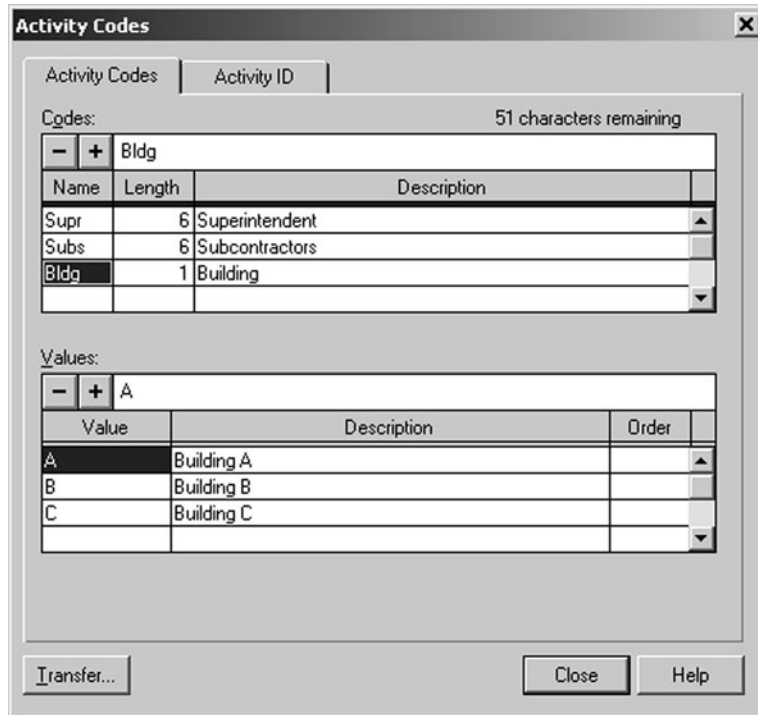 Activity Codes
Activity Codes Activity ID
Codes: 51 characters remaining
− + Bldg
Name Length Description
Supr 6 Superintendent
Subs 6 Subcontractors
Bldg 1 Building
Values:
− + A
Value Description Order
A Building A
B Building B
C Building C
Transfer... Close Help